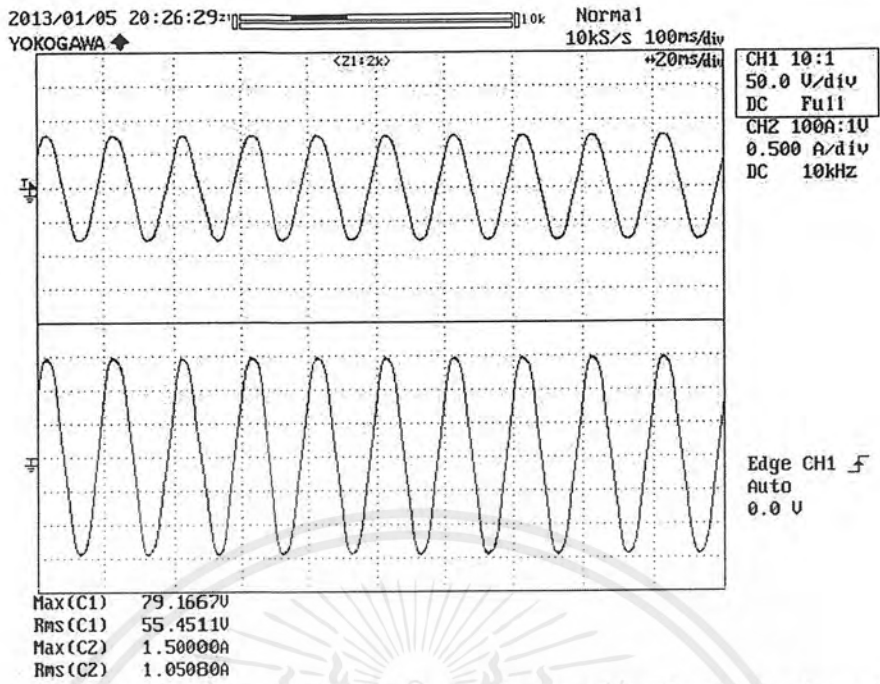 2013/01/05 20:26:29 Z1 10k Normal
YOKOGAWA 10kS/s 100ms/div
<Z1:2k> ↔20ms/div
CH1 10:1
50.0 V/div
DC Full
CH2 100A:1V
0.500 A/div
DC 10kHz
Edge CH1
Auto
0.0 V
Max(C1) 79.1667V
Rms(C1) 55.4511V
Max(C2) 1.50000A
Rms(C2) 1.05080A